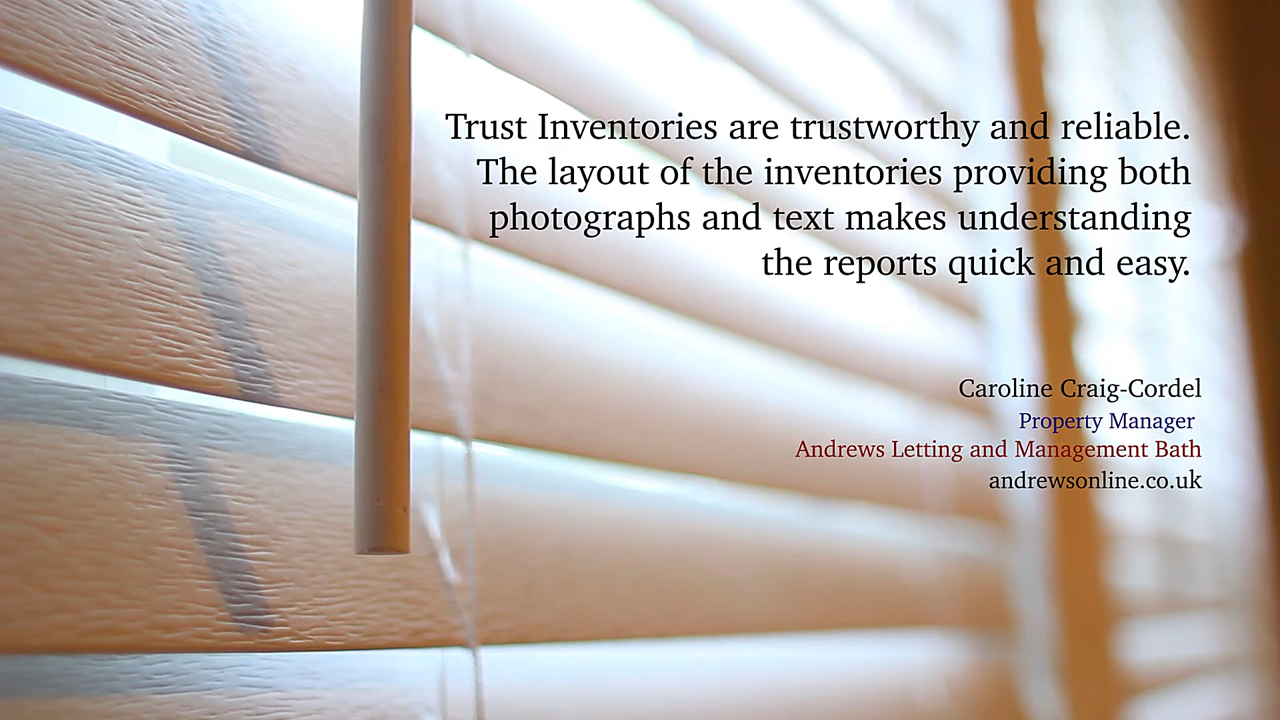 Trust Inventories are trustworthy and reliable.
The layout of the inventories providing both
photographs and text makes understanding
the reports quick and easy.
Caroline Craig-Cordel
Property Manager
Andrews Letting and Management Bath
andrewsonline.co.uk